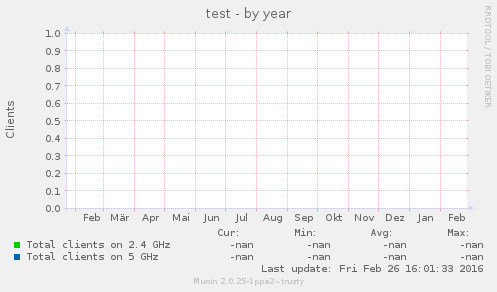 test - by year
RRDTOOL / TOBI OETIKER
Clients
1.0
0.9
0.8
0.7
0.6
0.5
0.4
0.3
0.2
0.1
0.0
Feb Mär Apr Mai Jun Jul Aug Sep Okt Nov Dez Jan Feb
Cur: Min: Avg: Max:
Total clients on 2.4 GHz -nan -nan -nan -nan
Total clients on 5 GHz -nan -nan -nan -nan
Last update: Fri Feb 26 16:01:33 2016
Munin 2.0.25-1ppa2~trusty